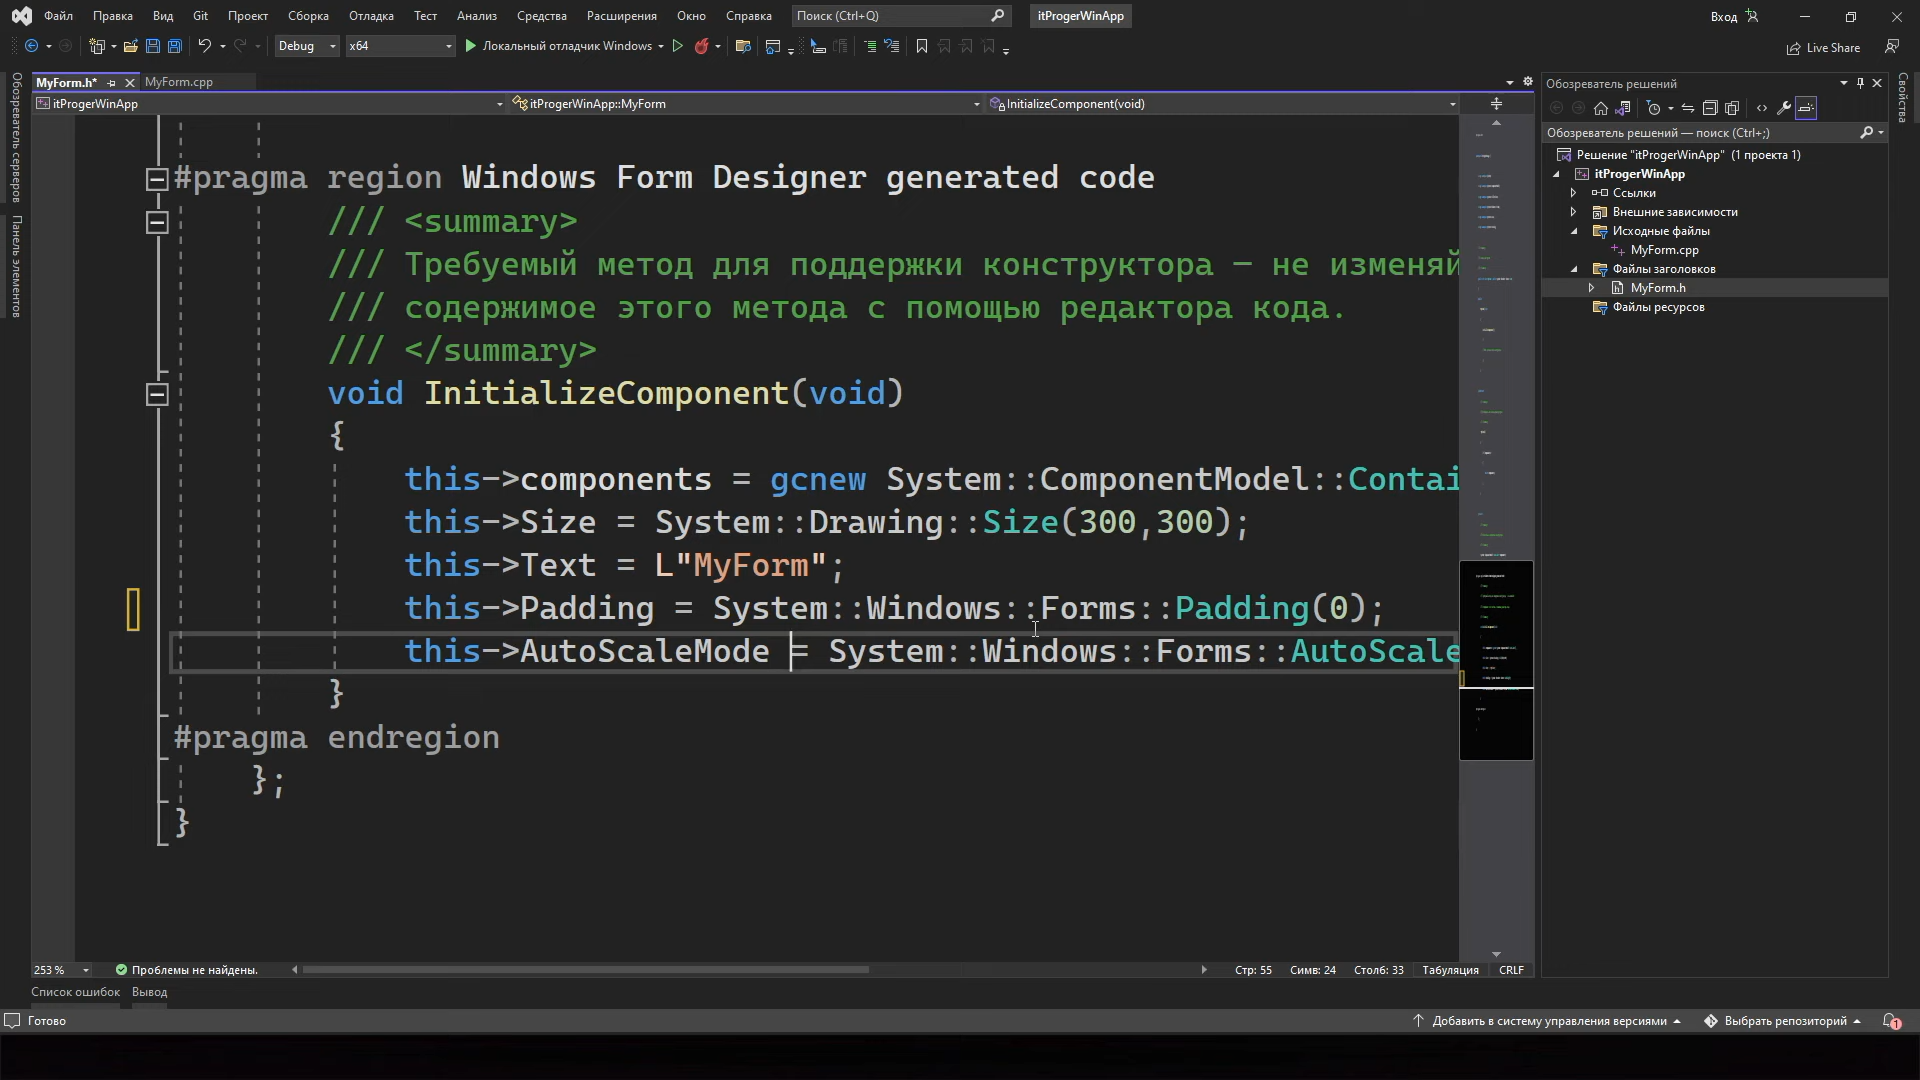 Файл Правка Вид Git Проект Сборка Отладка Тест Анализ Средства Расширения Окно Справка Поиск (Ctrl+Q) itProgerWinApp Вход
Debug x64 Локальный отладчик Windows Live Share
Обозреватель серверов
Панель элементов
MyForm.h* MyForm.cpp
itProgerWinApp itProgerWinApp::MyForm InitializeComponent(void)
#pragma region Windows Form Designer generated code
/// <summary>
/// Требуемый метод для поддержки конструктора — не изменяй
/// содержимое этого метода с помощью редактора кода.
/// </summary>
void InitializeComponent(void)
{
this->components = gcnew System::ComponentModel::Contai
this->Size = System::Drawing::Size(300,300);
this->Text = L"MyForm";
this->Padding = System::Windows::Forms::Padding(0);
this->AutoScaleMode = System::Windows::Forms::AutoScale
}
#pragma endregion
};
}
253 % Проблемы не найдены. Стр: 55 Симв: 24 Столб: 33 Табуляция CRLF
Список ошибок Вывод
Готово Добавить в систему управления версиями Выбрать репозиторий 1
Обозреватель решений
Обозреватель решений — поиск (Ctrl+;)
Решение "itProgerWinApp" (1 проекта 1)
itProgerWinApp
Ссылки
Внешние зависимости
Исходные файлы
MyForm.cpp
Файлы заголовков
MyForm.h
Файлы ресурсов
Свойства